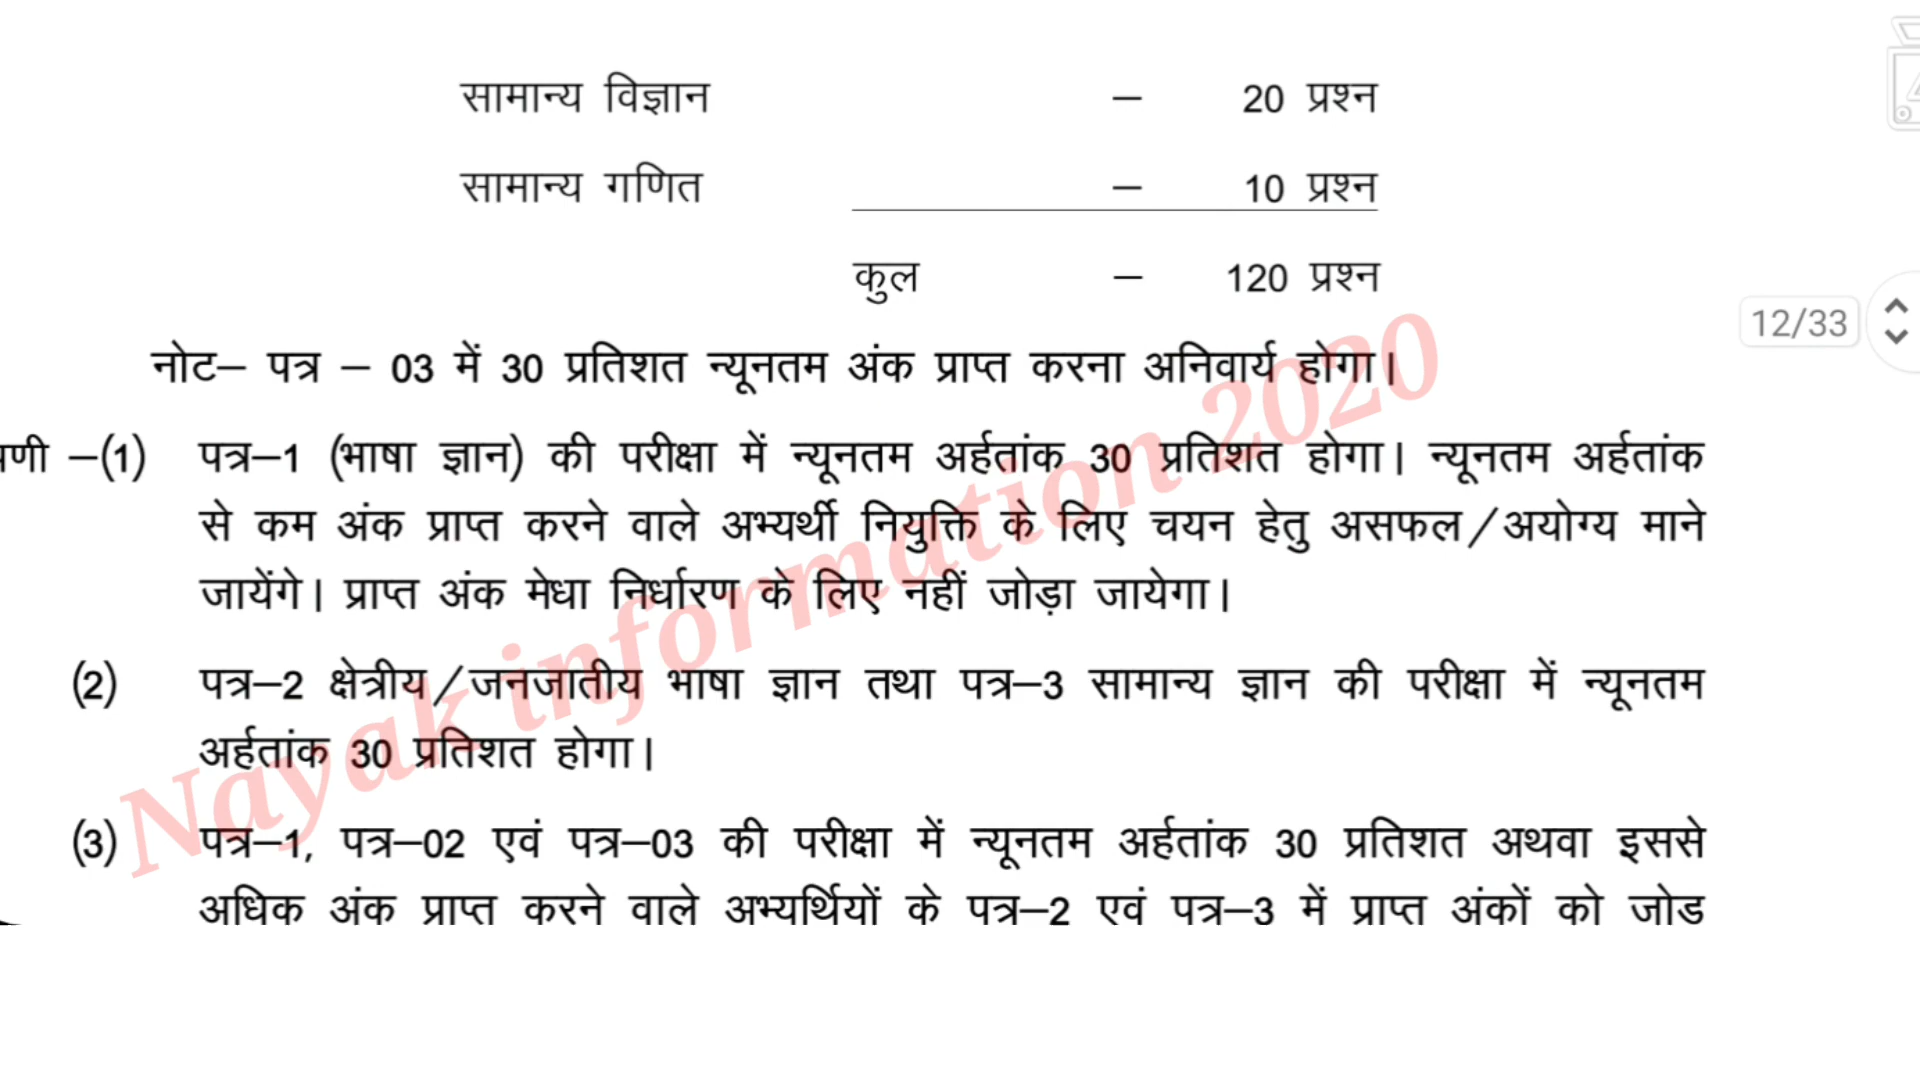 सामान्य विज्ञान – 20 प्रश्न
सामान्य गणित – 10 प्रश्न
कुल – 120 प्रश्न
12/33
नोट– पत्र – 03 में 30 प्रतिशत न्यूनतम अंक प्राप्त करना अनिवार्य होगा।
णी –(1) पत्र–1 (भाषा ज्ञान) की परीक्षा में न्यूनतम अर्हतांक 30 प्रतिशत होगा। न्यूनतम अर्हतांक
से कम अंक प्राप्त करने वाले अभ्यर्थी नियुक्ति के लिए चयन हेतु असफल/अयोग्य माने
जायेंगे। प्राप्त अंक मेधा निर्धारण के लिए नहीं जोड़ा जायेगा।
(2) पत्र–2 क्षेत्रीय/जनजातीय भाषा ज्ञान तथा पत्र–3 सामान्य ज्ञान की परीक्षा में न्यूनतम
अर्हतांक 30 प्रतिशत होगा।
(3) पत्र–1, पत्र–02 एवं पत्र–03 की परीक्षा में न्यूनतम अर्हतांक 30 प्रतिशत अथवा इससे
अधिक अंक प्राप्त करने वाले अभ्यर्थियों के पत्र–2 एवं पत्र–3 में प्राप्त अंकों को जोड
Nayak information 2020